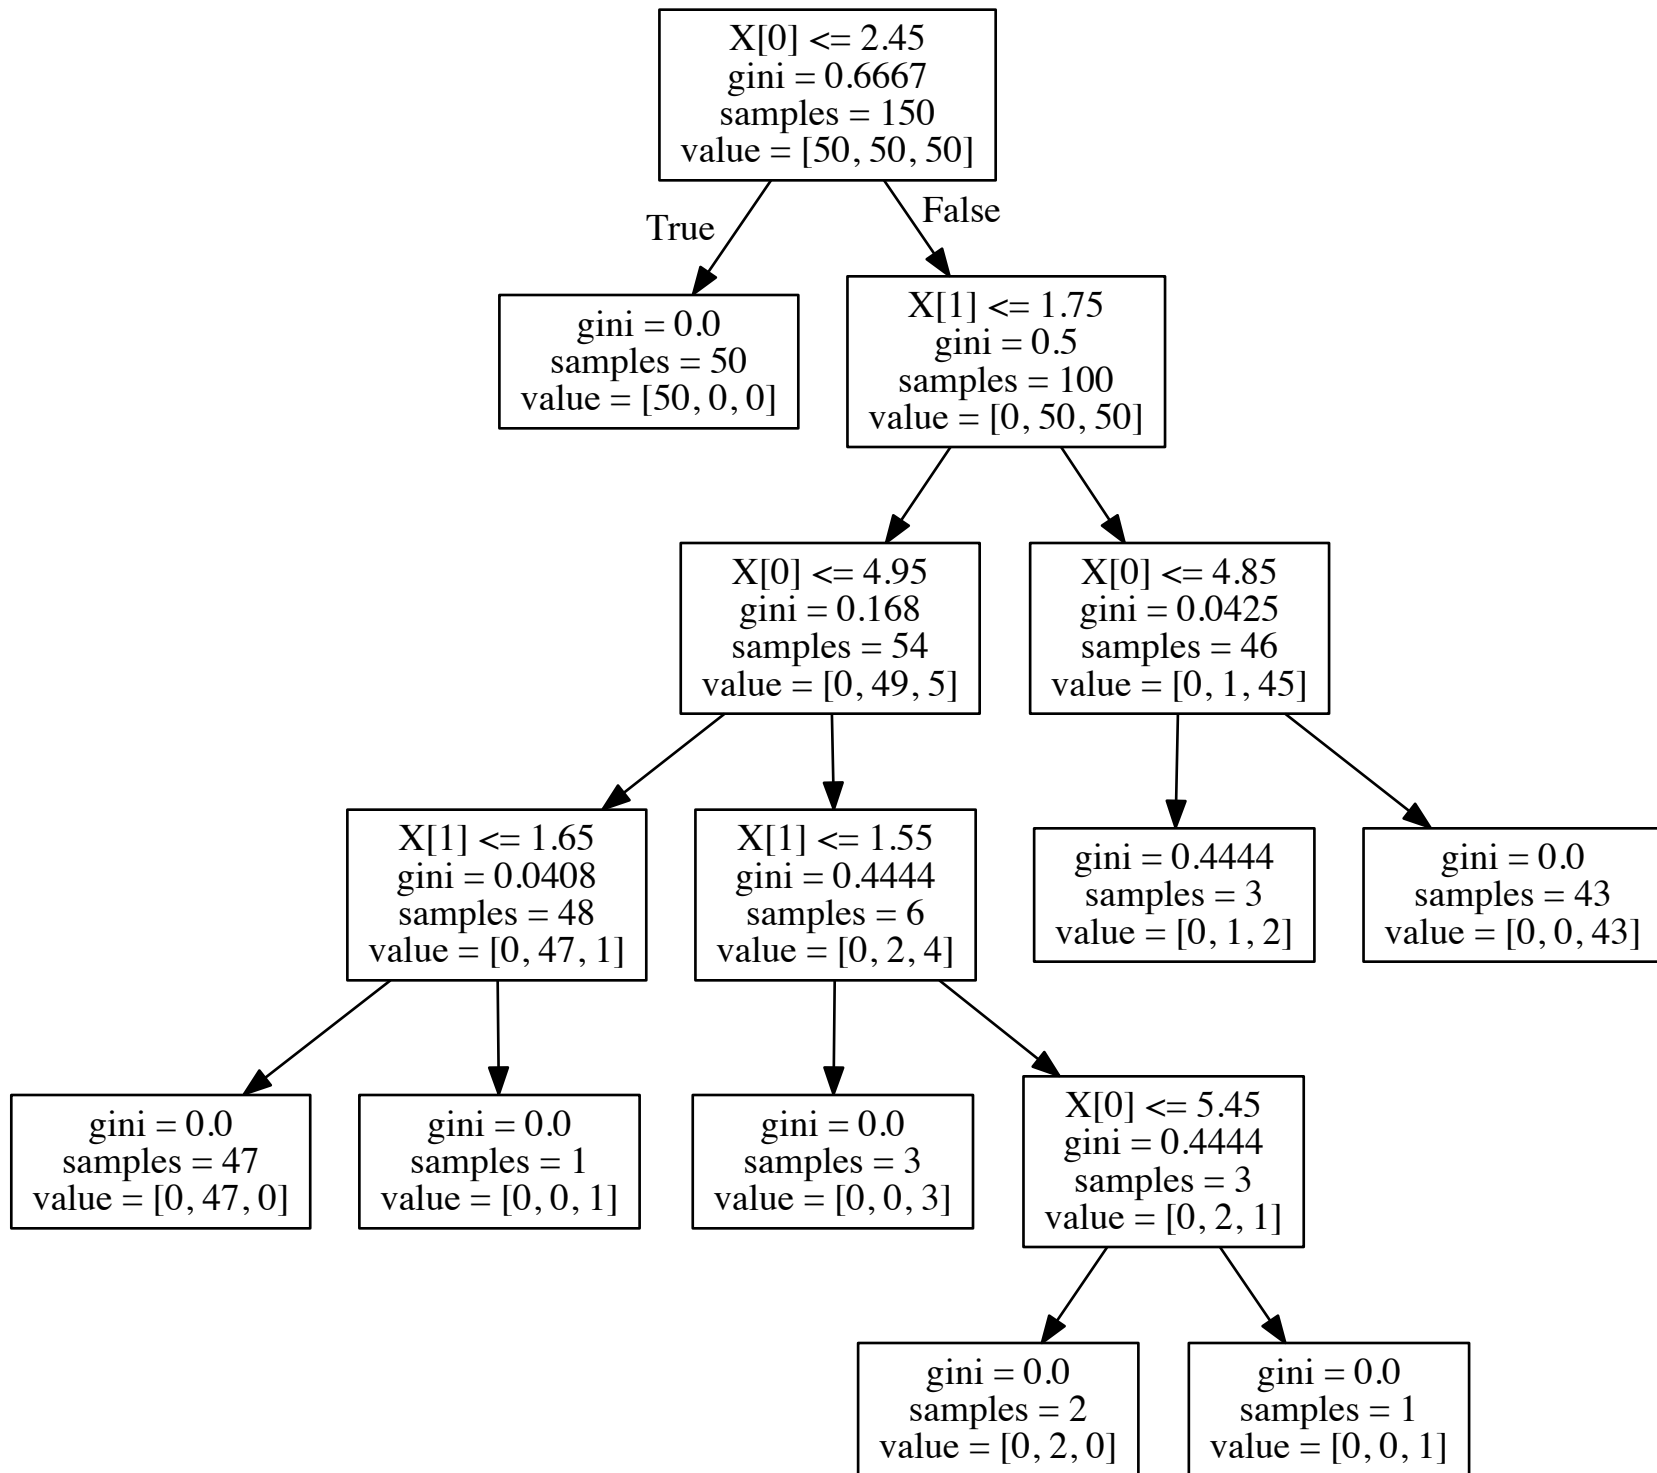 X[0] <= 2.45
gini = 0.6667
samples = 150
value = [50, 50, 50]
True
False
gini = 0.0
samples = 50
value = [50, 0, 0]
X[1] <= 1.75
gini = 0.5
samples = 100
value = [0, 50, 50]
X[0] <= 4.95
gini = 0.168
samples = 54
value = [0, 49, 5]
X[0] <= 4.85
gini = 0.0425
samples = 46
value = [0, 1, 45]
X[1] <= 1.65
gini = 0.0408
samples = 48
value = [0, 47, 1]
X[1] <= 1.55
gini = 0.4444
samples = 6
value = [0, 2, 4]
gini = 0.4444
samples = 3
value = [0, 1, 2]
gini = 0.0
samples = 43
value = [0, 0, 43]
gini = 0.0
samples = 47
value = [0, 47, 0]
gini = 0.0
samples = 1
value = [0, 0, 1]
gini = 0.0
samples = 3
value = [0, 0, 3]
X[0] <= 5.45
gini = 0.4444
samples = 3
value = [0, 2, 1]
gini = 0.0
samples = 2
value = [0, 2, 0]
gini = 0.0
samples = 1
value = [0, 0, 1]